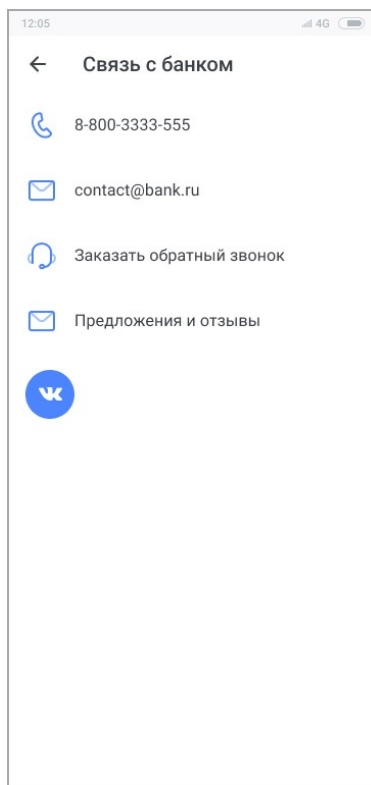 12:05 4G
Связь с банком
8-800-3333-555
contact@bank.ru
Заказать обратный звонок
Предложения и отзывы